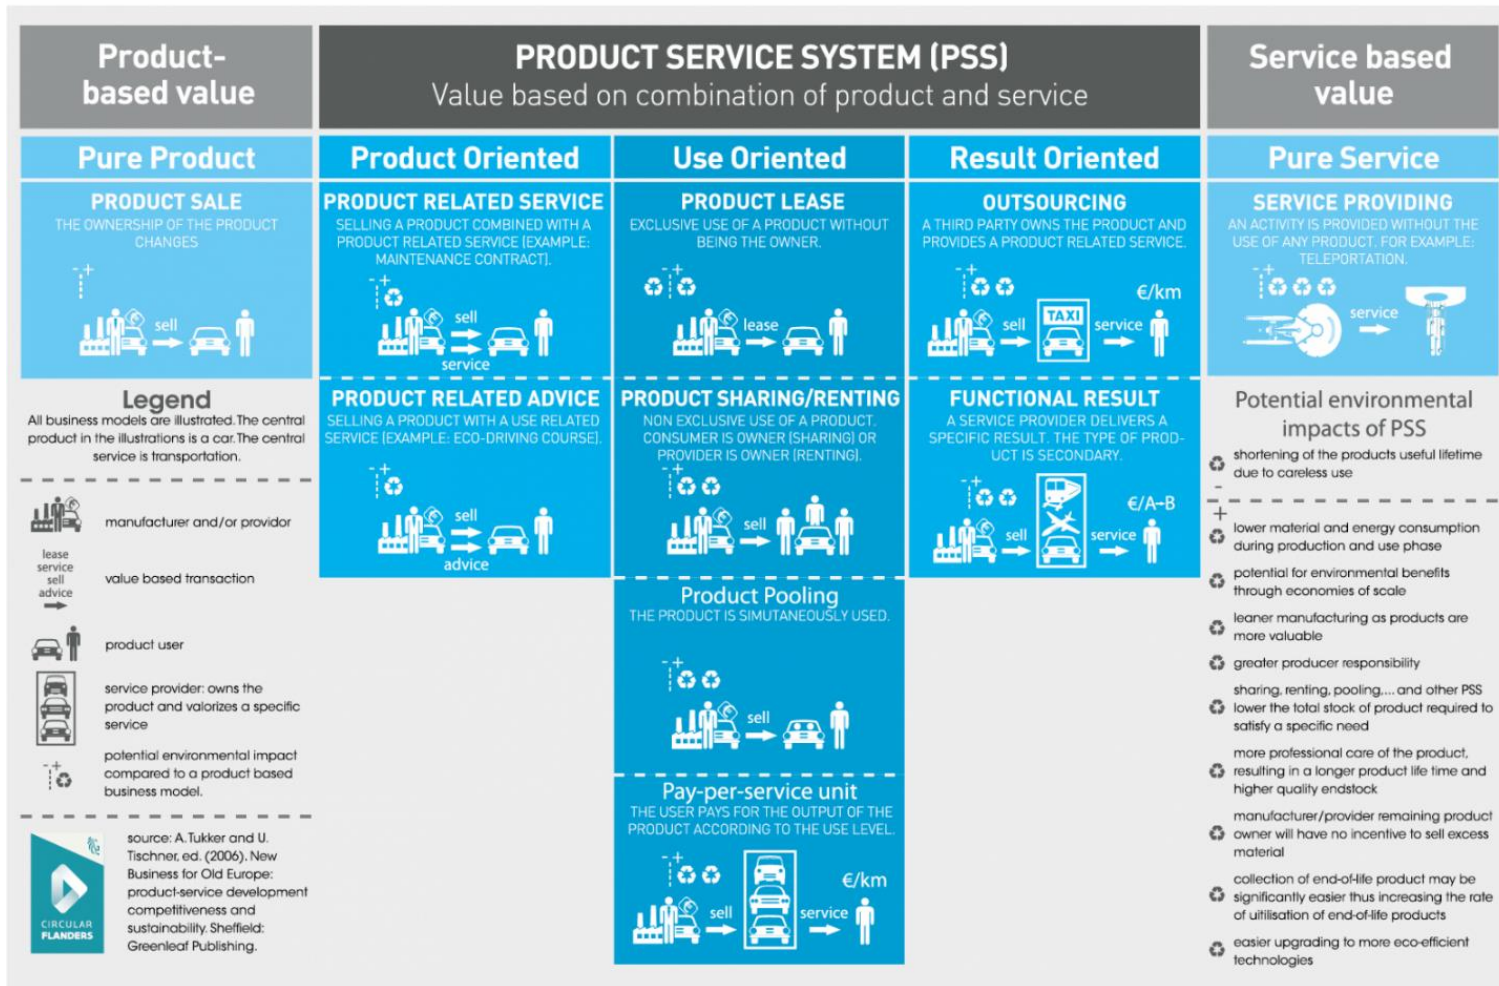 Product-
based value
PRODUCT SERVICE SYSTEM (PSS)
Value based on combination of product and service
Service based
value
Pure Product
Product Oriented
Use Oriented
Result Oriented
Pure Service
PRODUCT SALE
THE OWNERSHIP OF THE PRODUCT
CHANGES
- +
sell
PRODUCT RELATED SERVICE
SELLING A PRODUCT COMBINED WITH A
PRODUCT RELATED SERVICE (EXAMPLE:
MAINTENANCE CONTRACT).
- +
sell
service
PRODUCT LEASE
EXCLUSIVE USE OF A PRODUCT WITHOUT
BEING THE OWNER.
- +
€
lease
OUTSOURCING
A THIRD PARTY OWNS THE PRODUCT AND
PROVIDES A PRODUCT RELATED SERVICE.
- +
€/km
TAXI
sell
service
SERVICE PROVIDING
AN ACTIVITY IS PROVIDED WITHOUT THE
USE OF ANY PRODUCT. FOR EXAMPLE:
TELEPORTATION.
- +
service
Legend
All business models are illustrated. The central
product in the illustrations is a car. The central
service is transportation.
manufacturer and/or providor
lease
service
sell
advice
value based transaction
product user
service provider: owns the
product and valorizes a specific
service
- +
potential environmental impact
compared to a product based
business model.
CIRCULAR
FLANDERS
source: A. Tukker and U.
Tischner, ed. (2006). New
Business for Old Europe:
product-service development
competitiveness and
sustainability. Sheffield:
Greenleaf Publishing.
PRODUCT RELATED ADVICE
SELLING A PRODUCT WITH A USE RELATED
SERVICE (EXAMPLE: ECO-DRIVING COURSE).
- +
sell
advice
PRODUCT SHARING/RENTING
NON EXCLUSIVE USE OF A PRODUCT.
CONSUMER IS OWNER (SHARING) OR
PROVIDER IS OWNER (RENTING).
- +
sell
Product Pooling
THE PRODUCT IS SIMUTANEOUSLY USED.
- +
sell
Pay-per-service unit
THE USER PAYS FOR THE OUTPUT OF THE
PRODUCT ACCORDING TO THE USE LEVEL.
- +
€/km
sell
service
FUNCTIONAL RESULT
A SERVICE PROVIDER DELIVERS A
SPECIFIC RESULT. THE TYPE OF PROD-
UCT IS SECONDARY.
- +
€/A→B
sell
service
Potential environmental
impacts of PSS
shortening of the products useful lifetime
due to careless use
-
+
lower material and energy consumption
during production and use phase
potential for environmental benefits
through economies of scale
leaner manufacturing as products are
more valuable
greater producer responsibility
sharing, renting, pooling,... and other PSS
lower the total stock of product required to
satisfy a specific need
more professional care of the product,
resulting in a longer product life time and
higher quality endstock
manufacturer/provider remaining product
owner will have no incentive to sell excess
material
collection of end-of-life product may be
significantly easier thus increasing the rate
of uitilisation of end-of-life products
easier upgrading to more eco-efficient
technologies